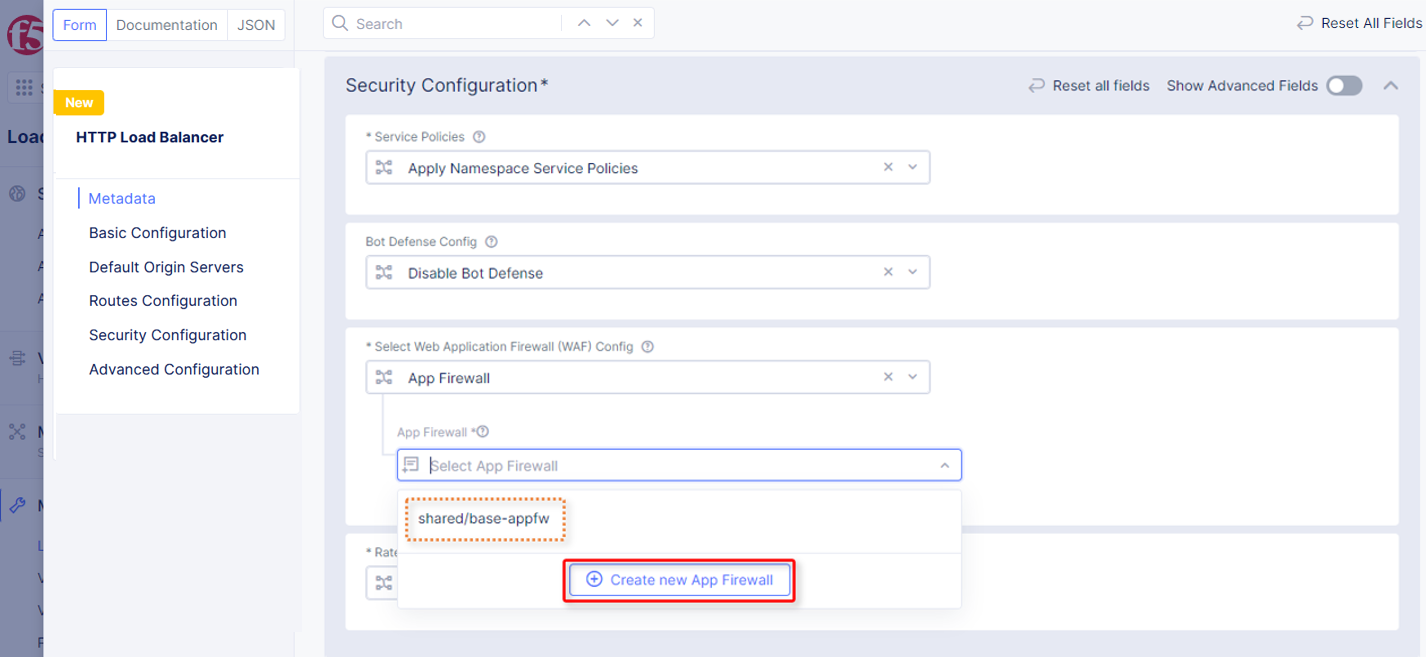 Form
Documentation
JSON
Search
Reset All Fields
f5
New
HTTP Load Balancer
Metadata
Basic Configuration
Default Origin Servers
Routes Configuration
Security Configuration
Advanced Configuration
Security Configuration*
Reset all fields
Show Advanced Fields
* Service Policies
Apply Namespace Service Policies
Bot Defense Config
Disable Bot Defense
* Select Web Application Firewall (WAF) Config
App Firewall
App Firewall *
Select App Firewall
shared/base-appfw
* Rate
Create new App Firewall